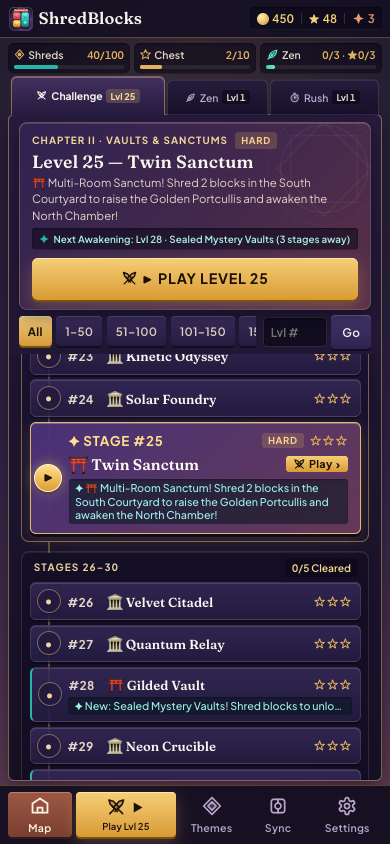 ShredBlocks
450
48
3
Shreds 40/100
Chest 2/10
Zen 0/3 · ★0/3
Challenge Lvl 25
Zen Lvl 1
Rush Lvl 1
CHAPTER II · VAULTS & SANCTUMS HARD
Level 25 — Twin Sanctum
⛩️ Multi-Room Sanctum! Shred 2 blocks in the South
Courtyard to raise the Golden Portcullis and awaken the
North Chamber!
✦ Next Awakening: Lvl 28 · Sealed Mystery Vaults (3 stages away)
▶ PLAY LEVEL 25
All
1–50
51–100
101–150
Lvl #
Go
#23 Kinetic Odyssey
#24 Solar Foundry
✦ STAGE #25 HARD
Twin Sanctum
Play ›
✦ ⛩️ Multi-Room Sanctum! Shred 2 blocks in the
South Courtyard to raise the Golden Portcullis and
awaken the North Chamber!
STAGES 26–30 0/5 Cleared
#26 Velvet Citadel
#27 Quantum Relay
#28 Gilded Vault
✦ New: Sealed Mystery Vaults! Shred blocks to unlo...
#29 Neon Crucible
Map
Play Lvl 25
Themes
Sync
Settings